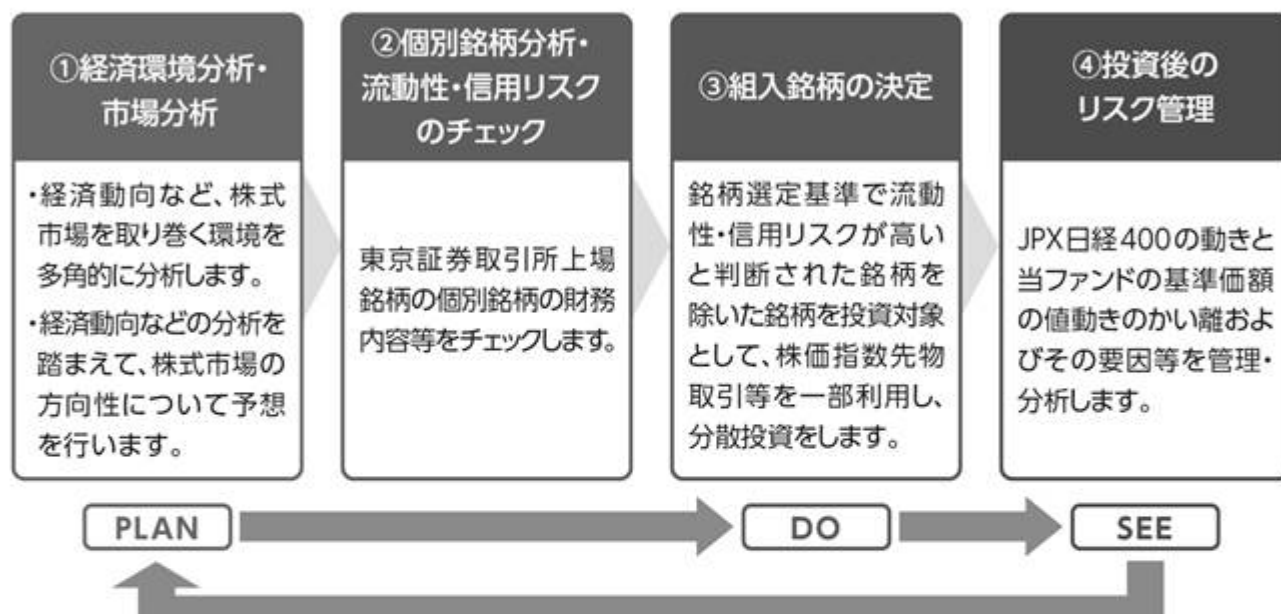 ①経済環境分析・
市場分析
・経済動向など、株式
市場を取り巻く環境を
多角的に分析します。
・経済動向などの分析を
踏まえて、株式市場の
方向性について予想
を行います。
②個別銘柄分析・
流動性・信用リスク
のチェック
東京証券取引所上場
銘柄の個別銘柄の財務
内容等をチェックします。
③組入銘柄の決定
銘柄選定基準で流動
性・信用リスクが高い
と判断された銘柄を
除いた銘柄を投資対象
として、株価指数先物
取引等を一部利用し、
分散投資をします。
④投資後の
リスク管理
JPX日経400の動きと
当ファンドの基準価額
の値動きのかい離およ
びその要因等を管理・
分析します。
PLAN
DO
SEE